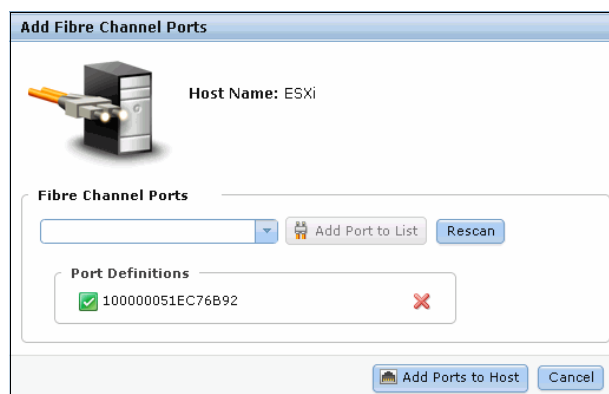 Add Fibre Channel Ports
Host Name: ESXi
Fibre Channel Ports
Add Port to List
Rescan
Port Definitions
100000051EC76B92
Add Ports to Host
Cancel